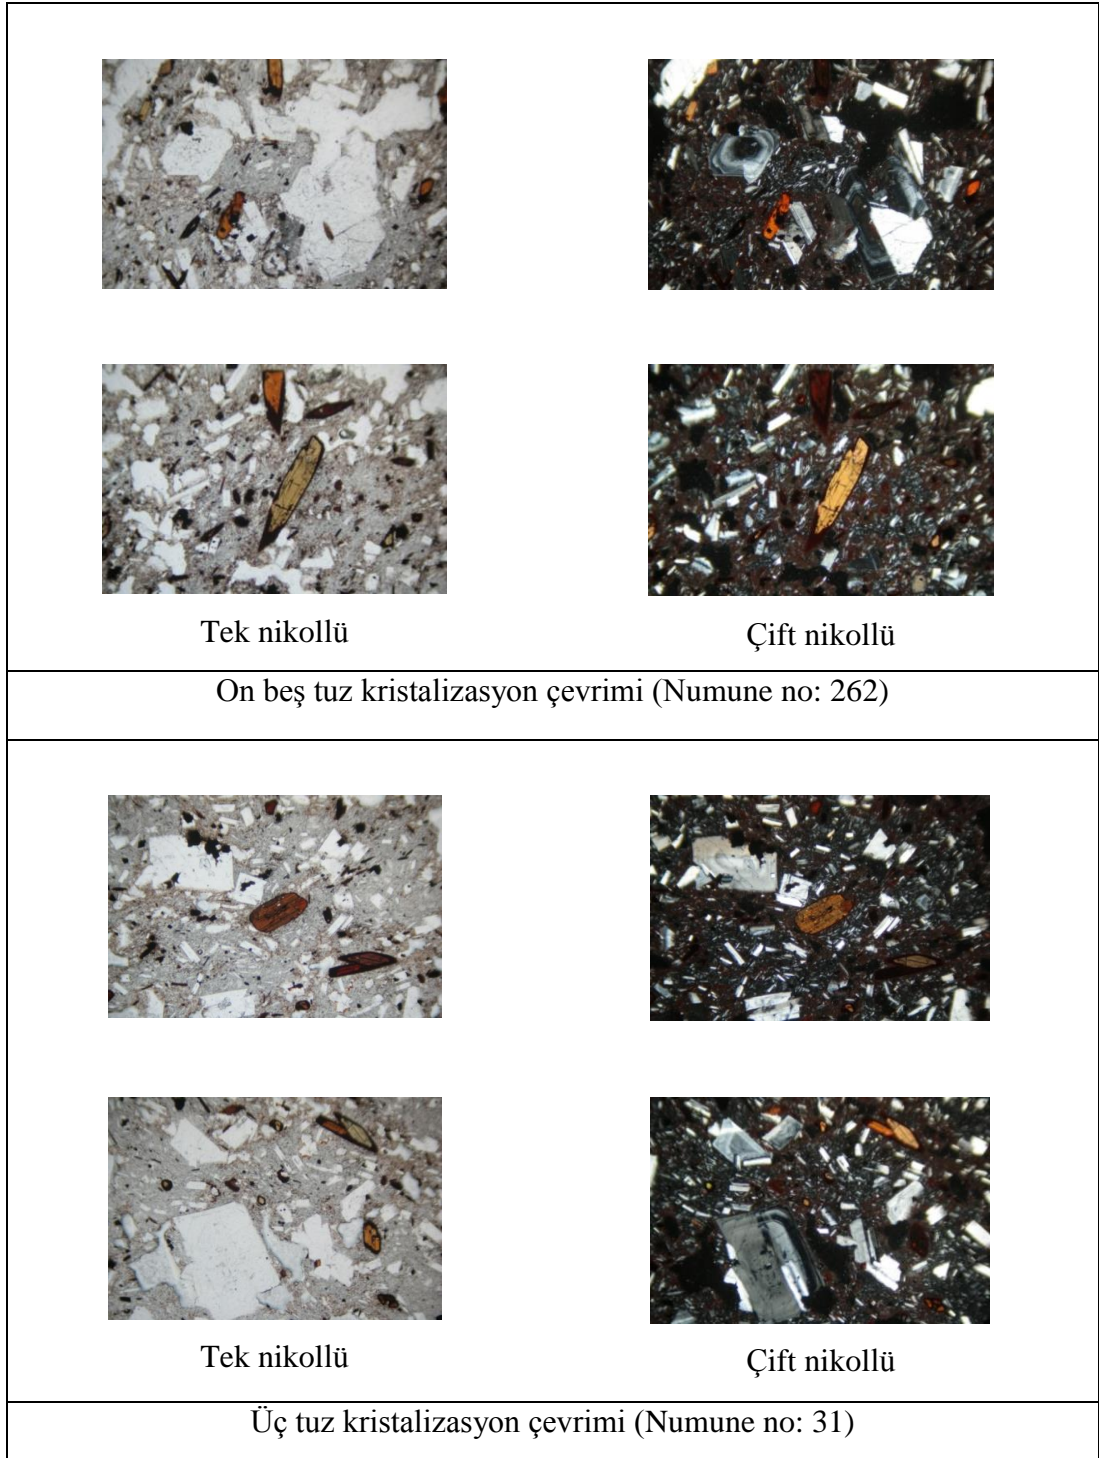 Tek nikollü
Çift nikollü
On beş tuz kristalizasyon çevrimi (Numune no: 262)
Tek nikollü
Çift nikollü
Üç tuz kristalizasyon çevrimi (Numune no: 31)